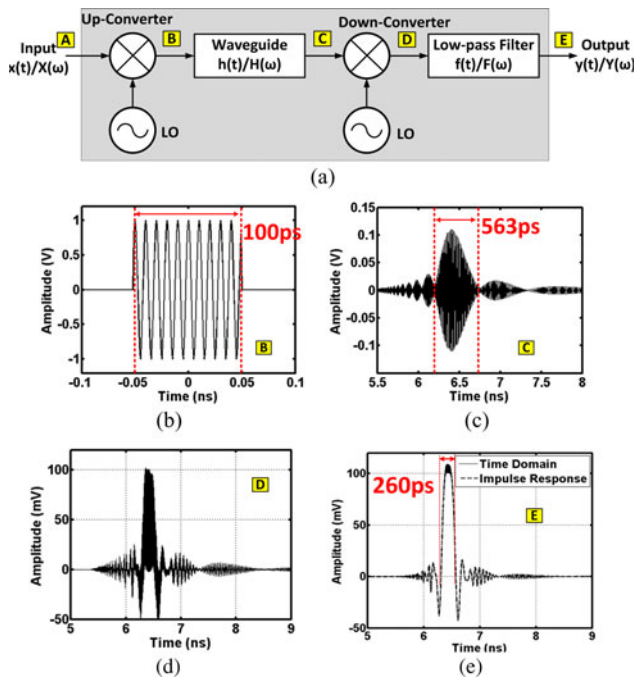 Up-Converter
Down-Converter
A
B
C
D
E
Input
x(t)/X(ω)
Waveguide
h(t)/H(ω)
Low-pass Filter
f(t)/F(ω)
Output
y(t)/Y(ω)
LO
LO
(a)
1
0.5
0
-0.5
-1
Amplitude (V)
100ps
B
-0.1
-0.05
0
0.05
0.1
Time (ns)
(b)
0.15
0.1
0.05
0
-0.05
-0.1
Amplitude (V)
563ps
C
5.5
6
6.5
7
7.5
8
Time (ns)
(c)
100
50
0
-50
Amplitude (mV)
D
5
6
7
8
9
Time (ns)
(d)
100
50
0
-50
Amplitude (mV)
Time Domain
Impulse Response
260ps
E
5
6
7
8
9
Time (ns)
(e)